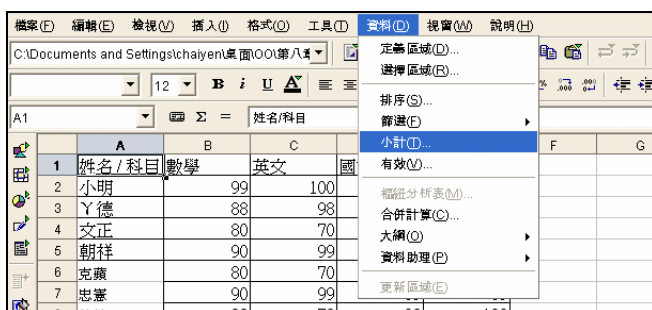 檔案(F) 編輯(E) 檢視(V) 插入(I) 格式(O) 工具(T) 資料(D) 視窗(W) 說明(H)
C:\Documents and Settings\chaiyen\桌面\OO\第八
12 B i U A
A1 Σ = 姓名/科目
定義區域(D)...
選擇區域(R)...
排序(S)...
篩選(F)
小計(T)...
有效(V)...
樞紐分析表(M)...
合併計算(C)...
大綱(O)
資料助理(P)
更新區域(E)
A B C F G
1 姓名/科目 數學 英文 國
2 小明 99 100
3 丫德 88 98
4 文正 80 70
5 朝祥 90 99
6 克蘋 80 70
7 忠憲 90 99